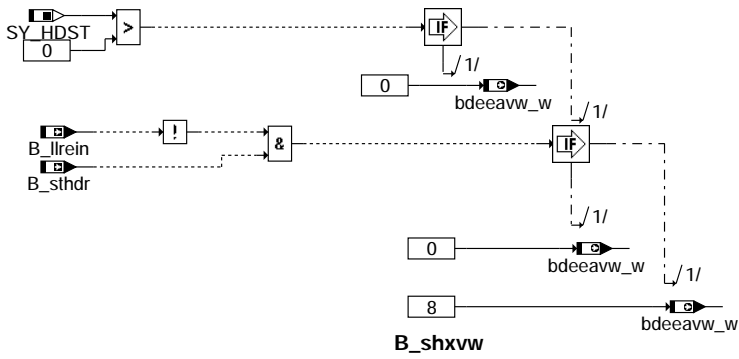 SY_HDST
>
0
IF
/1/
0
bdeeavw_w
/1/
B_llrein
!
&
IF
B_sthdr
/1/
0
bdeeavw_w
/1/
8
bdeeavw_w
B_shxvw